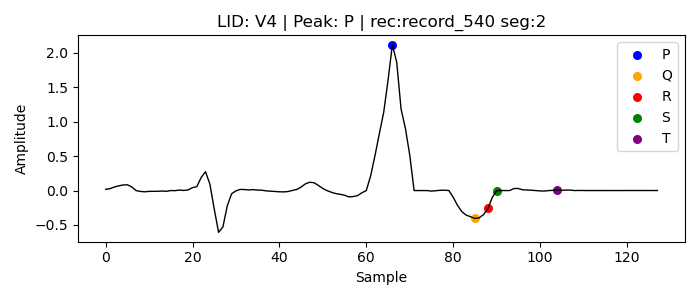 LID: V4 | Peak: P | rec:record_540 seg:2
Amplitude
2.0
1.5
1.0
0.5
0.0
−0.5
P
Q
R
S
T
0
20
40
60
80
100
120
Sample